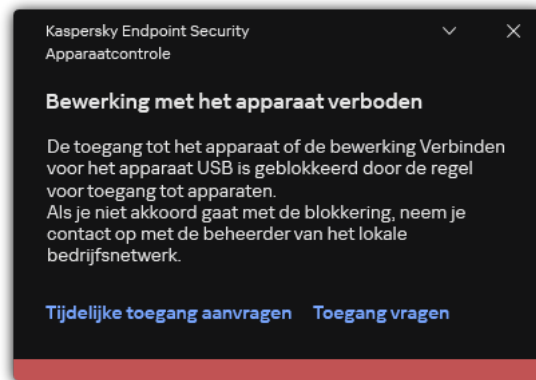 Kaspersky Endpoint Security
Apparaatcontrole
Bewerking met het apparaat verboden
De toegang tot het apparaat of de bewerking Verbinden
voor het apparaat USB is geblokkeerd door de regel
voor toegang tot apparaten.
Als je niet akkoord gaat met de blokkering, neem je
contact op met de beheerder van het lokale
bedrijfsnetwerk.
Tijdelijke toegang aanvragen Toegang vragen